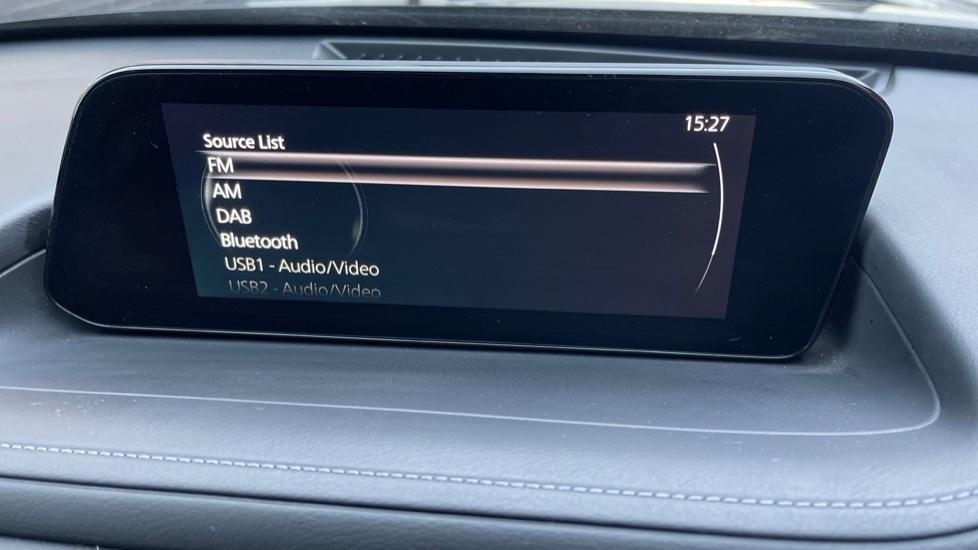 15:27
Source List
FM
AM
DAB
Bluetooth
USB1 - Audio/Video
USB2 - Audio/Video